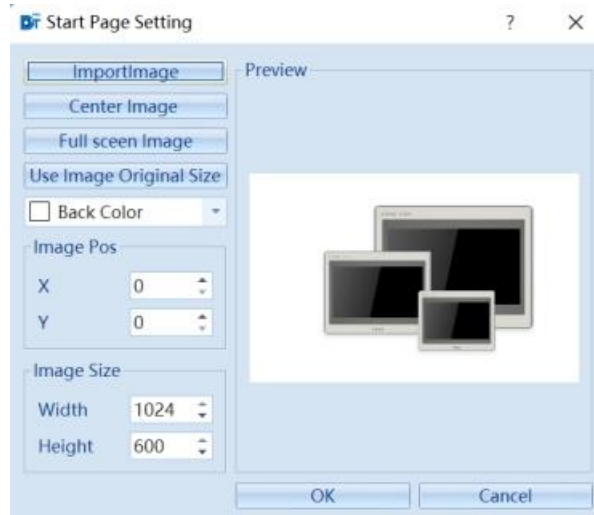 DT Start Page Setting ? ×
ImportImage
Preview
Center Image
Full sceen Image
Use Image Original Size
Back Color
Image Pos
X 0
Y 0
Image Size
Width 1024
Height 600
OK Cancel